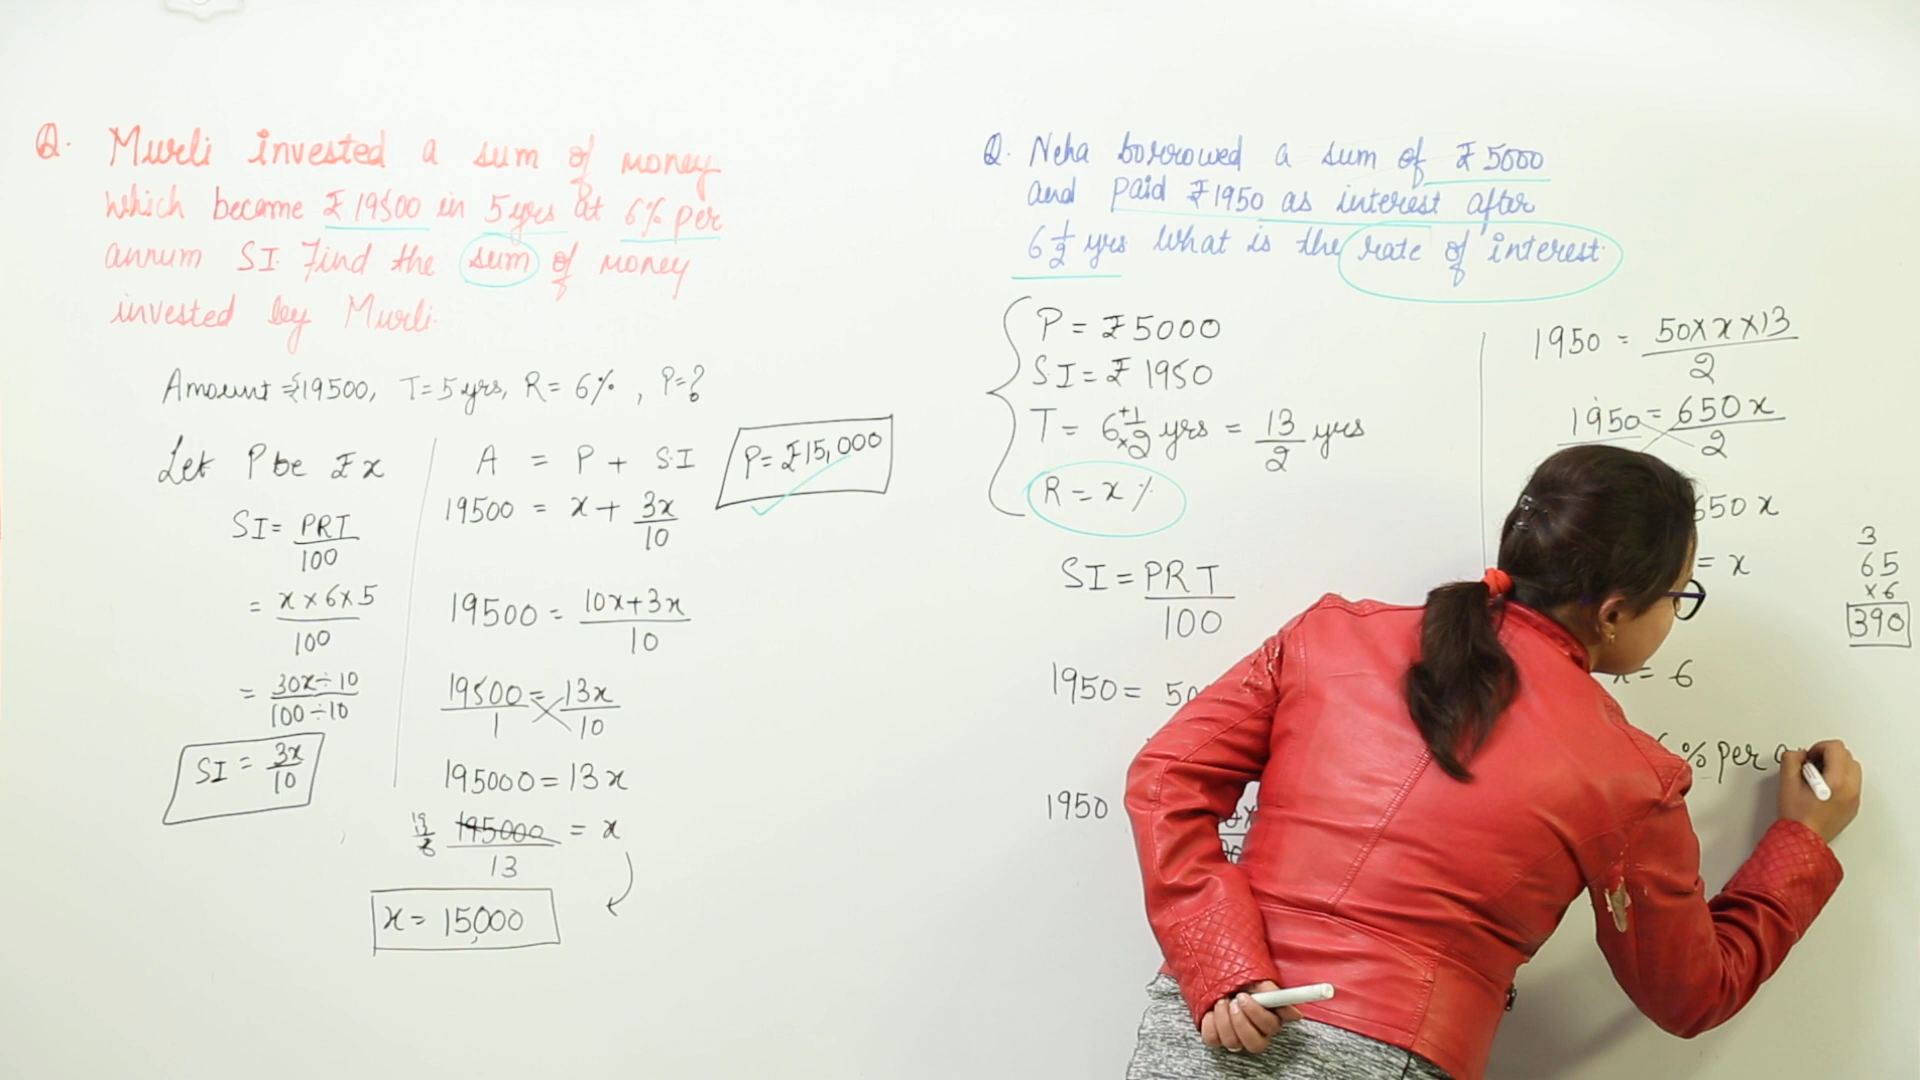 Q. Murli invested a sum of money
which become ₹19500 in 5 yrs at 6% per
annum SI. Find the sum of money
invested by Murli.
Amount = ₹19500, T = 5 yrs, R = 6%, P = ?
Let P be ₹ x
SI = PRT
100
= x × 6 × 5
100
= 30x ÷ 10
100 ÷ 10
SI = 3x
10
A = P + SI
19500 = x + 3x
10
19500 = 10x + 3x
10
19500 = 13x
1 10
195000 = 13x
195000 = x
13
x = 15,000
P = ₹15,000
Q. Neha borrowed a sum of ₹5000
and paid ₹1950 as interest after
6 1/2 yrs What is the rate of interest.
P = ₹5000
SI = ₹1950
T = 6 +1/×2 yrs = 13/2 yrs
R = x %
SI = PRT
100
1950 = 50
1950
1950 = 50 × x × 13
2
1950 = 650x
2
650x
= x
x = 6
% per
3
65
×6
390